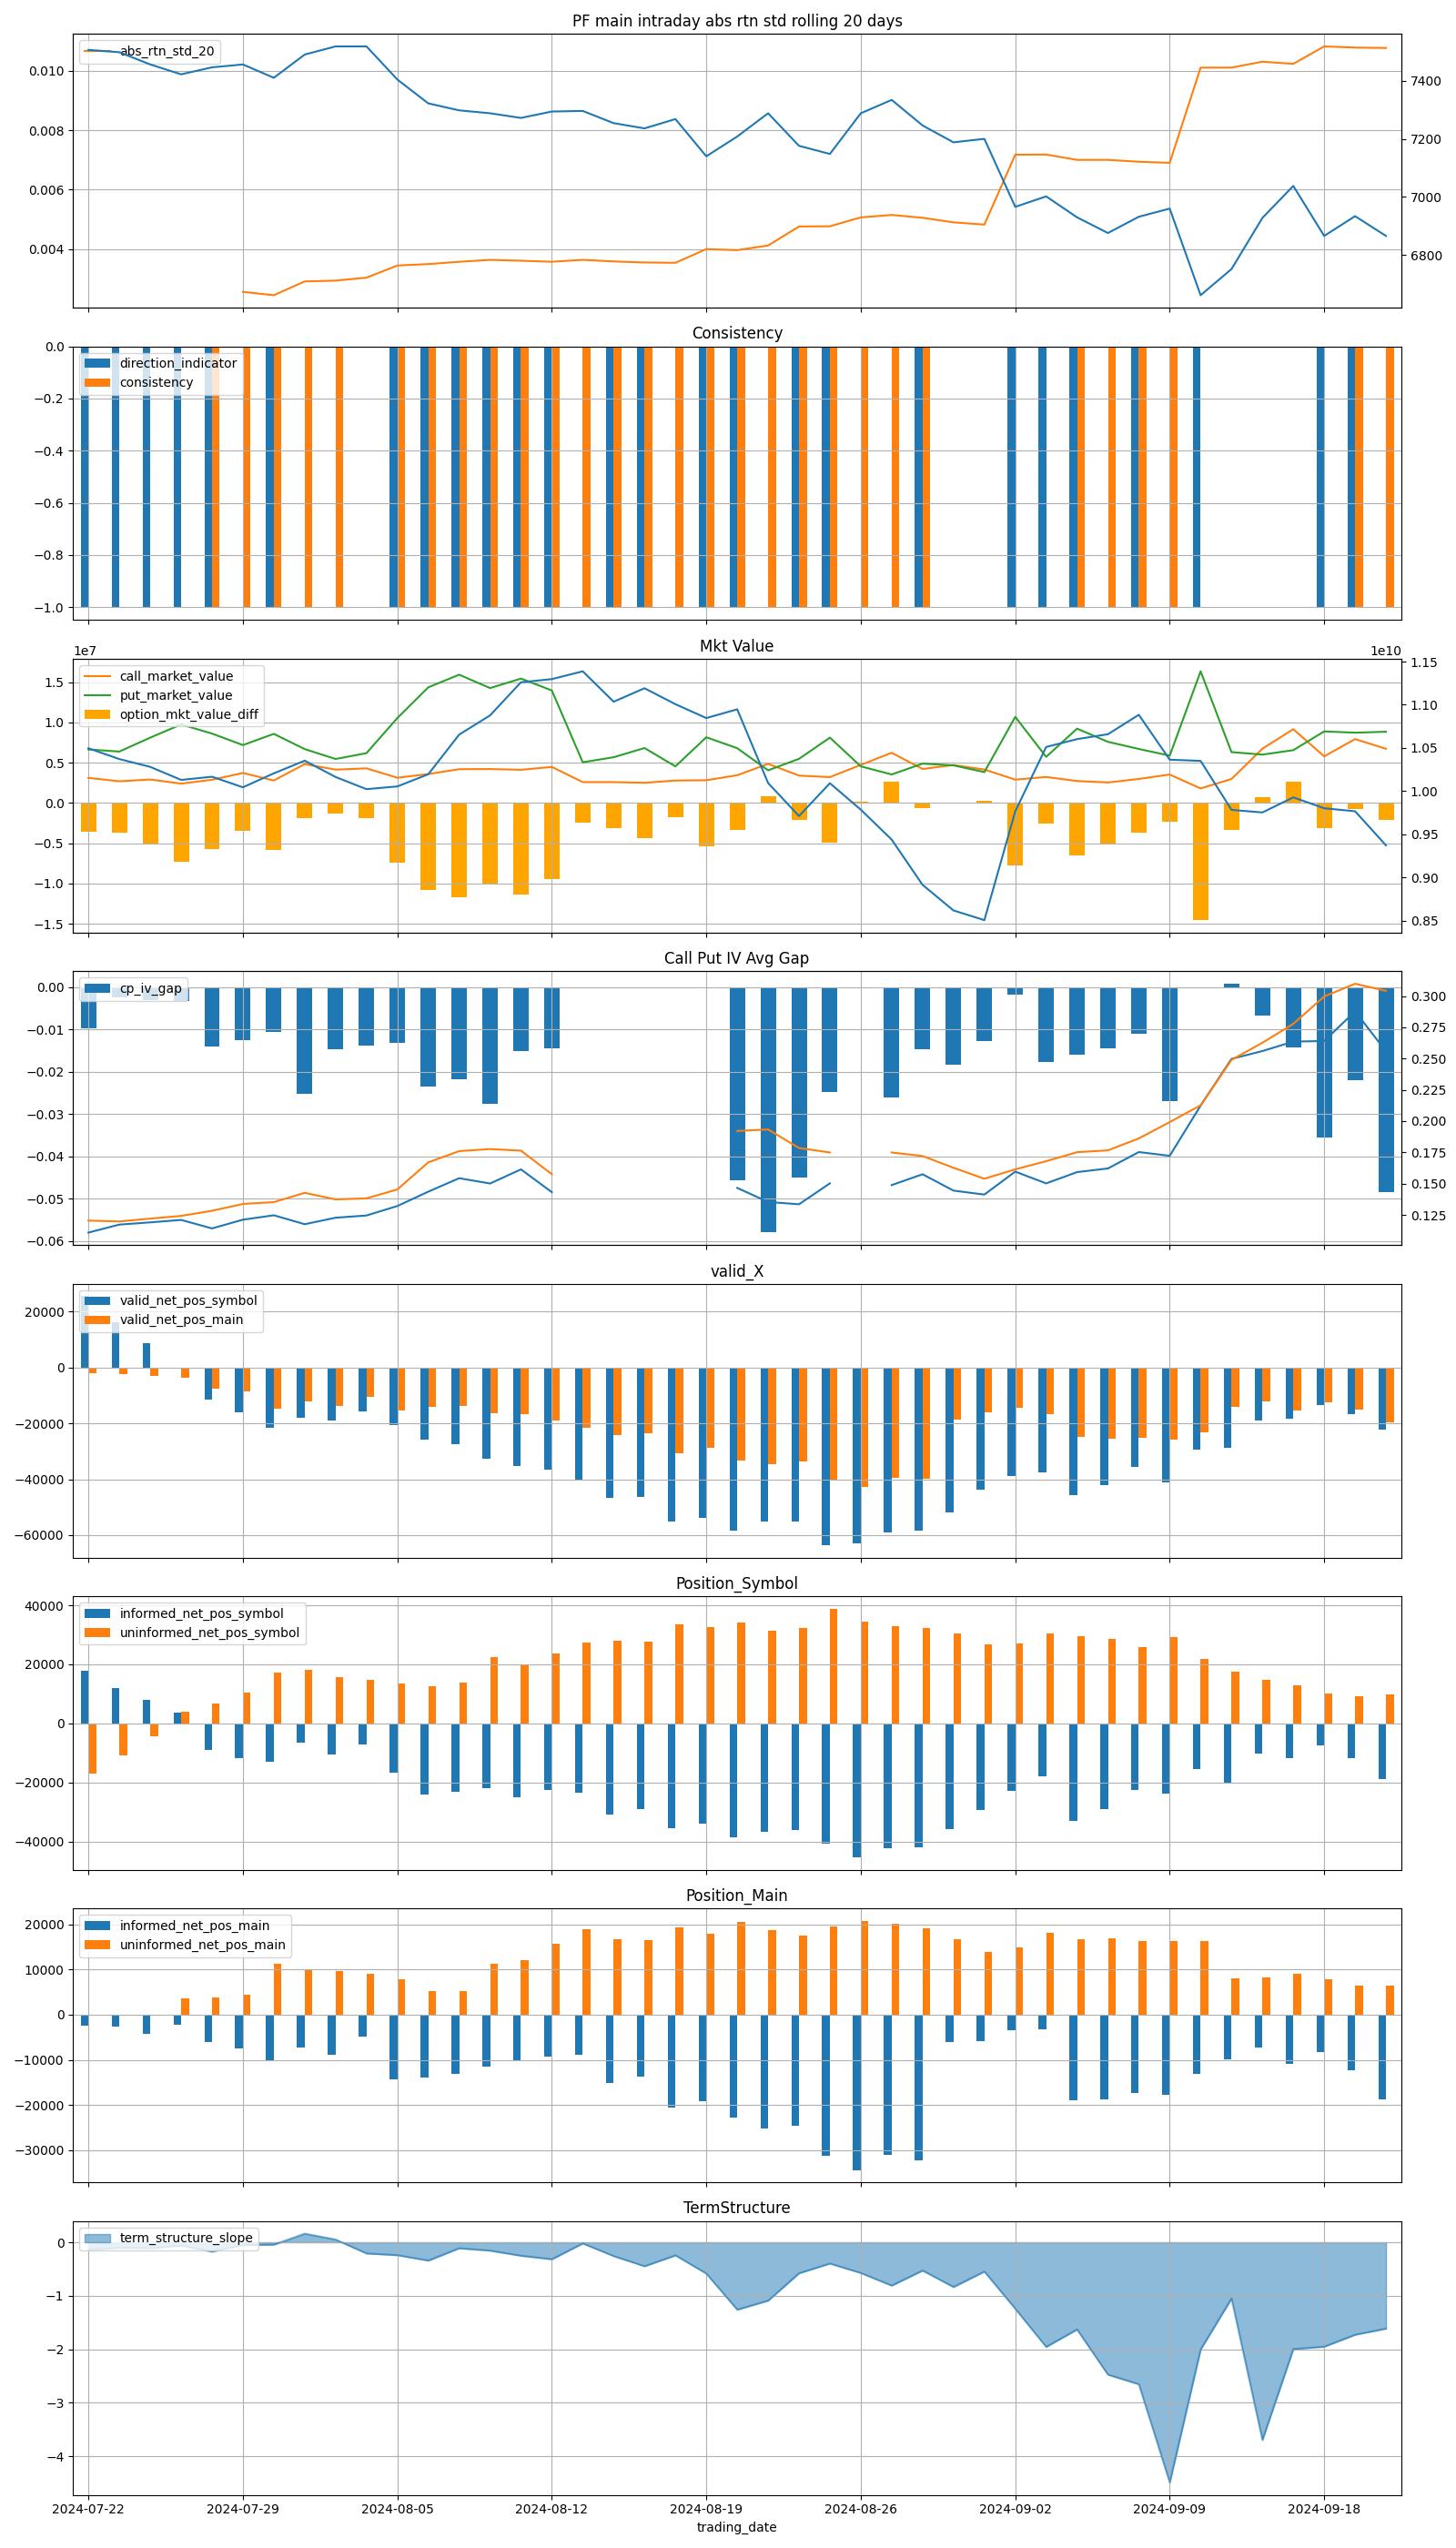 PF main intraday abs rtn std rolling 20 days
abs_rtn_std_20
0.010
0.008
0.006
0.004
7400
7200
7000
6800
Consistency
direction_indicator
consistency
0.0
−0.2
−0.4
−0.6
−0.8
−1.0
Mkt Value
1e7
1e10
call_market_value
put_market_value
option_mkt_value_diff
1.5
1.0
0.5
0.0
−0.5
−1.0
−1.5
1.15
1.10
1.05
1.00
0.95
0.90
0.85
Call Put IV Avg Gap
cp_iv_gap
0.00
−0.01
−0.02
−0.03
−0.04
−0.05
−0.06
0.300
0.275
0.250
0.225
0.200
0.175
0.150
0.125
valid_X
valid_net_pos_symbol
valid_net_pos_main
20000
0
−20000
−40000
−60000
Position_Symbol
informed_net_pos_symbol
uninformed_net_pos_symbol
40000
20000
0
−20000
−40000
Position_Main
informed_net_pos_main
uninformed_net_pos_main
20000
10000
0
−10000
−20000
−30000
TermStructure
term_structure_slope
0
−1
−2
−3
−4
2024-07-22 2024-07-29 2024-08-05 2024-08-12 2024-08-19 2024-08-26 2024-09-02 2024-09-09 2024-09-18
trading_date